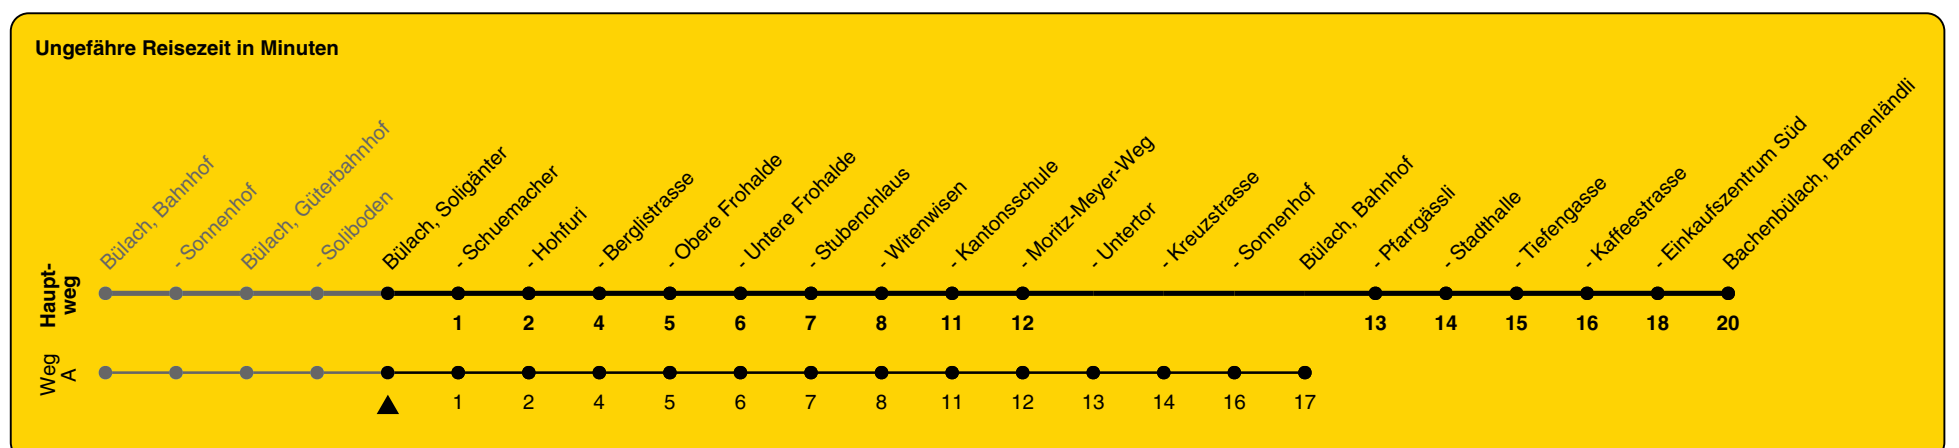 Ungefähre Reisezeit in Minuten
Bülach, Bahnhof
- Sonnenhof
Bülach, Güterbahnhof
- Soliboden
Bülach, Soligänter
- Schuemacher
- Hohfuri
- Berglistrasse
- Obere Frohalde
- Untere Frohalde
- Stubenchlaus
- Witenwisen
- Kantonsschule
- Moritz-Meyer-Weg
- Untertor
- Kreuzstrasse
- Sonnenhof
Bülach, Bahnhof
- Pfarrgässli
- Stadthalle
- Tiefengasse
- Kaffeestrasse
- Einkaufszentrum Süd
Bachenbülach, Bramenländli
Haupt-
weg
1 2 4 5 6 7 8 11 12 13 14 15 16 18 20
Weg
A
1 2 4 5 6 7 8 11 12 13 14 16 17